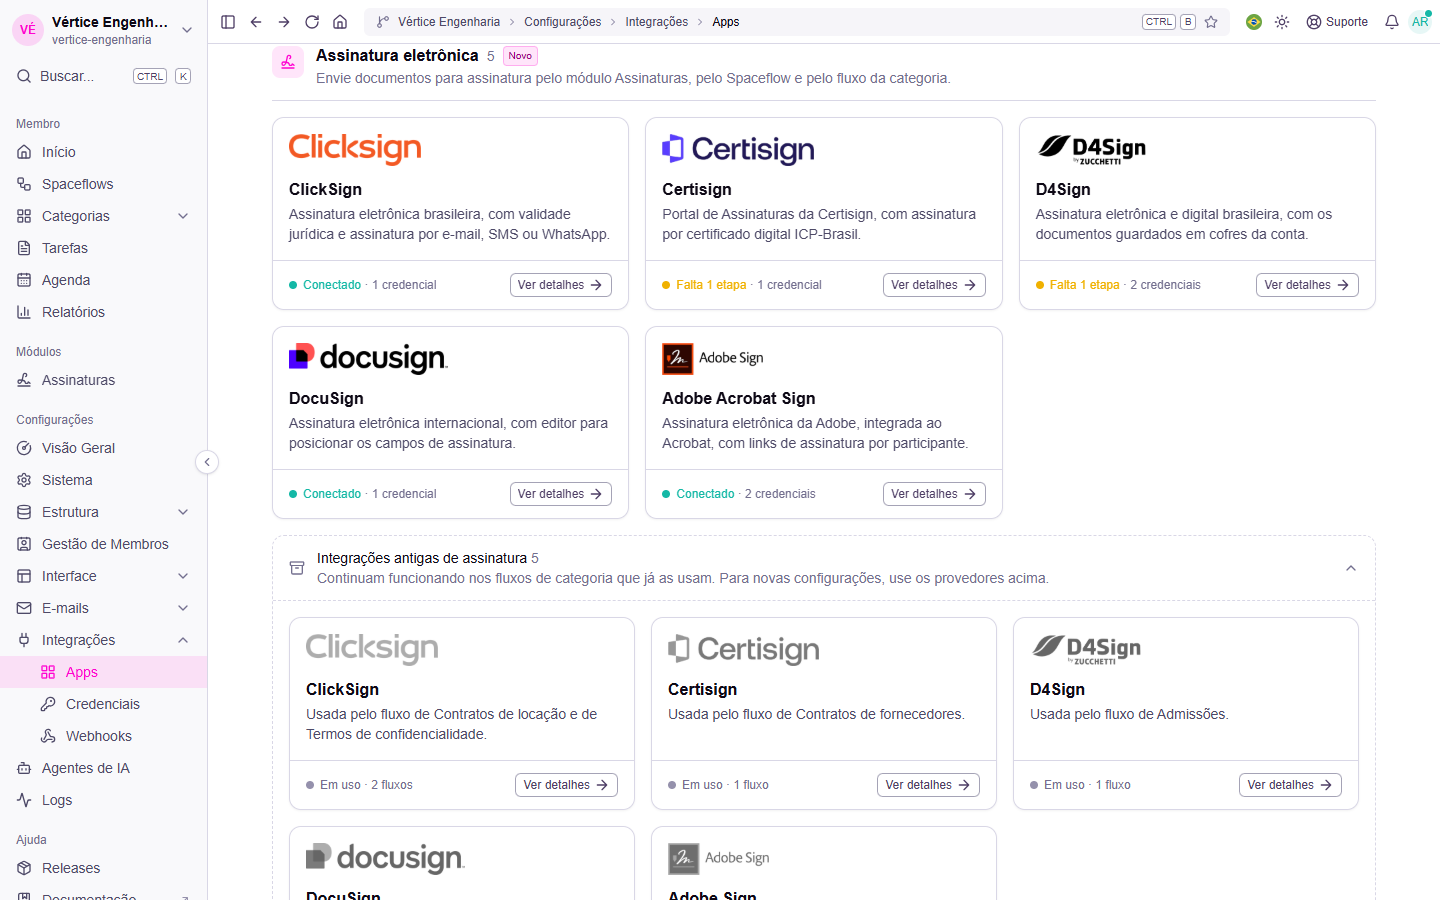 VÉ
Vértice Engenh...
vertice-engenharia
Buscar...
CTRL
K
Membro
Início
Spaceflows
Categorias
Tarefas
Agenda
Relatórios
Módulos
Assinaturas
Configurações
Visão Geral
Sistema
Estrutura
Gestão de Membros
Interface
E-mails
Integrações
Apps
Credenciais
Webhooks
Agentes de IA
Logs
Ajuda
Releases
Documentação
Vértice Engenharia
Configurações
Integrações
Apps
CTRL
B
Suporte
AR
Assinatura eletrônica 5 Novo
Envie documentos para assinatura pelo módulo Assinaturas, pelo Spaceflow e pelo fluxo da categoria.
Clicksign
ClickSign
Assinatura eletrônica brasileira, com validade
jurídica e assinatura por e-mail, SMS ou WhatsApp.
Conectado · 1 credencial
Ver detalhes
Certisign
Certisign
Portal de Assinaturas da Certisign, com assinatura
por certificado digital ICP-Brasil.
Falta 1 etapa · 1 credencial
Ver detalhes
D4Sign
by ZUCCHETTI
D4Sign
Assinatura eletrônica e digital brasileira, com os
documentos guardados em cofres da conta.
Falta 1 etapa · 2 credenciais
Ver detalhes
docusign
DocuSign
Assinatura eletrônica internacional, com editor para
posicionar os campos de assinatura.
Conectado · 1 credencial
Ver detalhes
Adobe Sign
Adobe Acrobat Sign
Assinatura eletrônica da Adobe, integrada ao
Acrobat, com links de assinatura por participante.
Conectado · 2 credenciais
Ver detalhes
Integrações antigas de assinatura 5
Continuam funcionando nos fluxos de categoria que já as usam. Para novas configurações, use os provedores acima.
Clicksign
ClickSign
Usada pelo fluxo de Contratos de locação e de
Termos de confidencialidade.
Em uso · 2 fluxos
Ver detalhes
Certisign
Certisign
Usada pelo fluxo de Contratos de fornecedores.
Em uso · 1 fluxo
Ver detalhes
D4Sign
by ZUCCHETTI
D4Sign
Usada pelo fluxo de Admissões.
Em uso · 1 fluxo
Ver detalhes
docusign
DocuSign
Adobe Sign
Adobe Sign